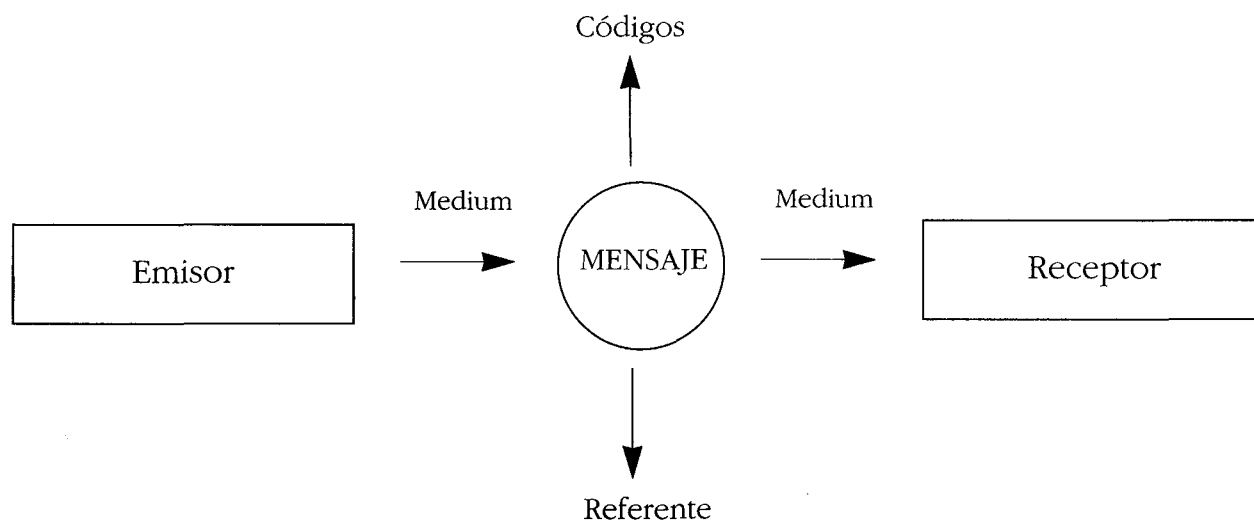 Códigos
Medium
Medium
Emisor
MENSAJE
Receptor
Referente